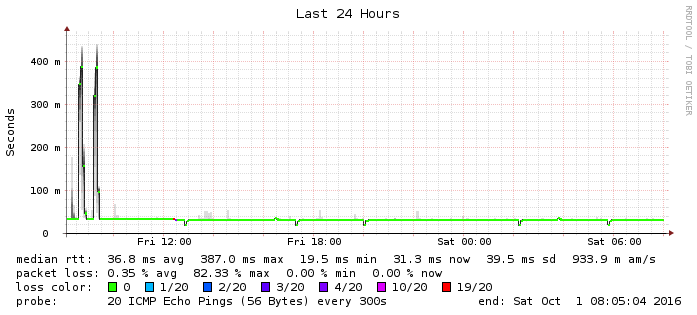 Last 24 Hours
RRDTOOL / TOBI OETIKER
Seconds
400 m
300 m
200 m
100 m
0
Fri 12:00 Fri 18:00 Sat 00:00 Sat 06:00
median rtt: 36.8 ms avg 387.0 ms max 19.5 ms min 31.3 ms now 39.5 ms sd 933.9 m am/s
packet loss: 0.35 % avg 82.33 % max 0.00 % min 0.00 % now
loss color: 0 1/20 2/20 3/20 4/20 10/20 19/20
probe: 20 ICMP Echo Pings (56 Bytes) every 300s end: Sat Oct 1 08:05:04 2016